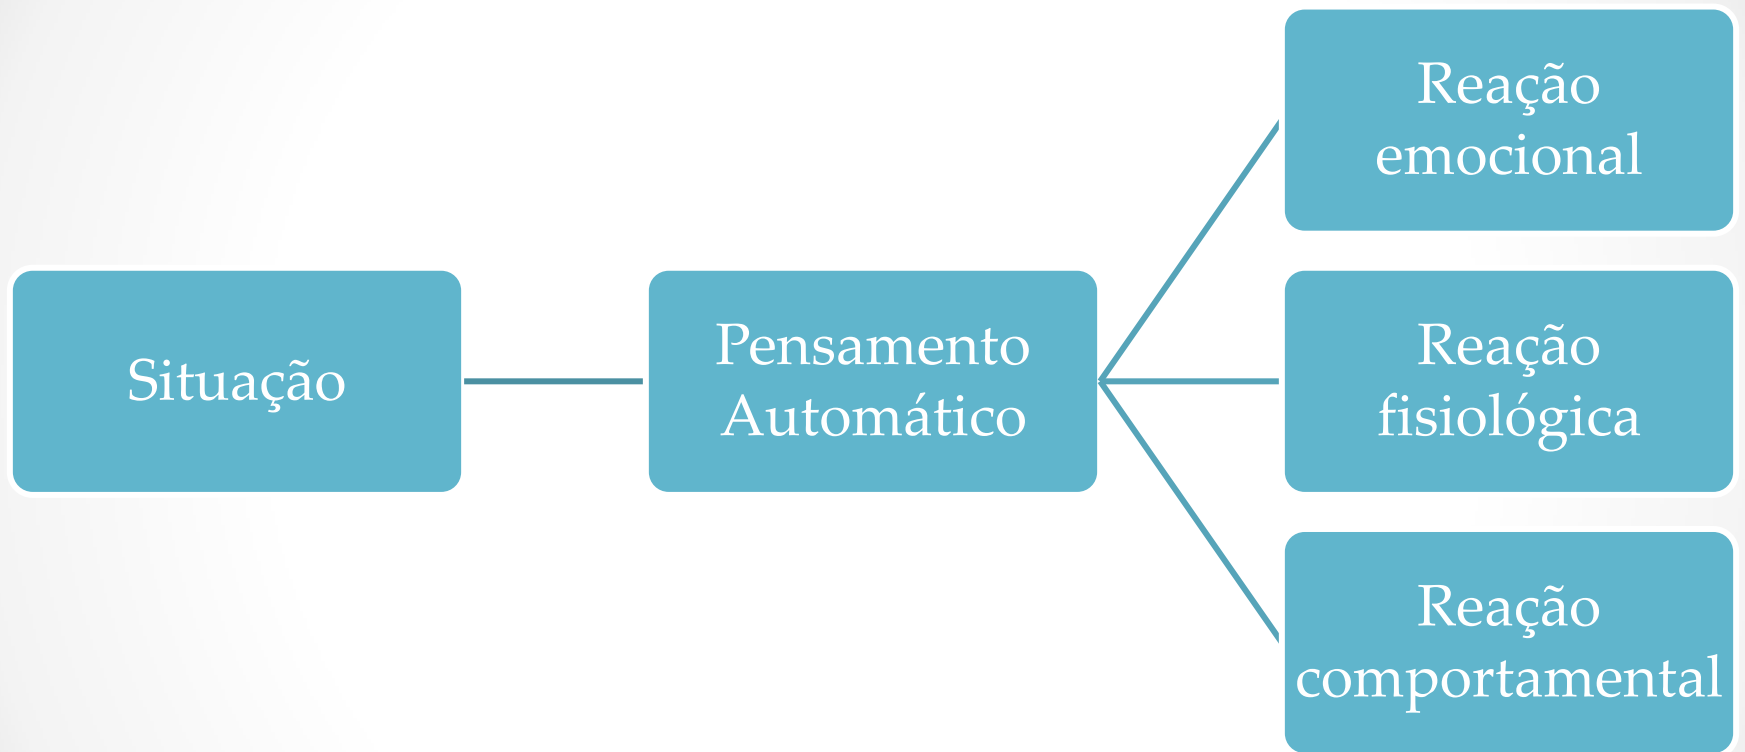 Situação
Pensamento
Automático
Reação
emocional
Reação
fisiológica
Reação
comportamental